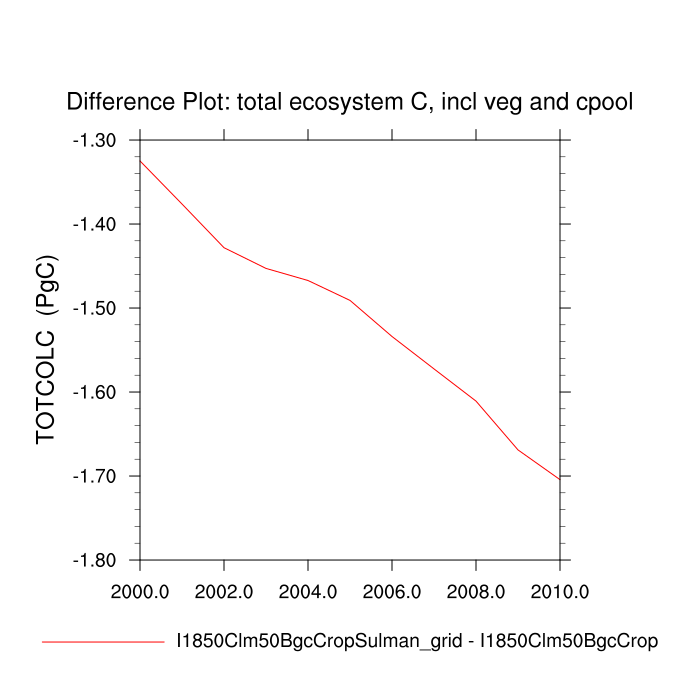 Difference Plot: total ecosystem C, incl veg and cpool
TOTCOLC (PgC)
-1.30
-1.40
-1.50
-1.60
-1.70
-1.80
2000.0 2002.0 2004.0 2006.0 2008.0 2010.0
I1850Clm50BgcCropSulman_grid - I1850Clm50BgcCrop